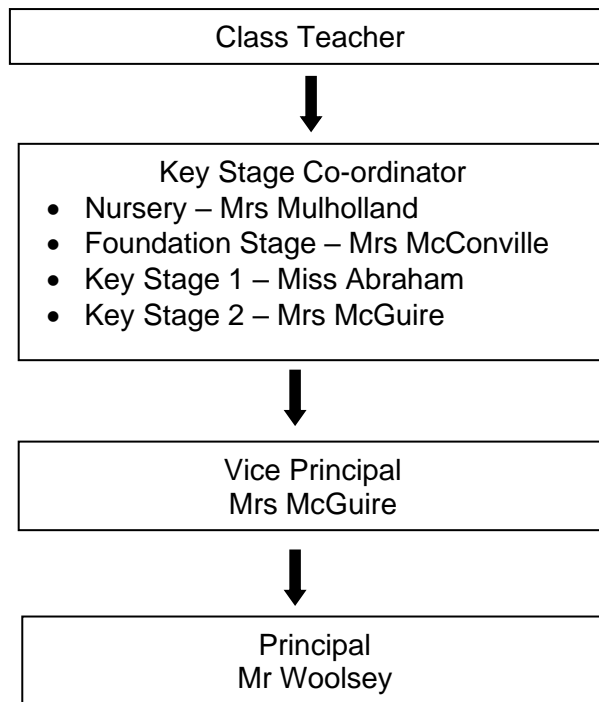 Class Teacher
Key Stage Co-ordinator
• Nursery – Mrs Mulholland
• Foundation Stage – Mrs McConville
• Key Stage 1 – Miss Abraham
• Key Stage 2 – Mrs McGuire
Vice Principal
Mrs McGuire
Principal
Mr Woolsey